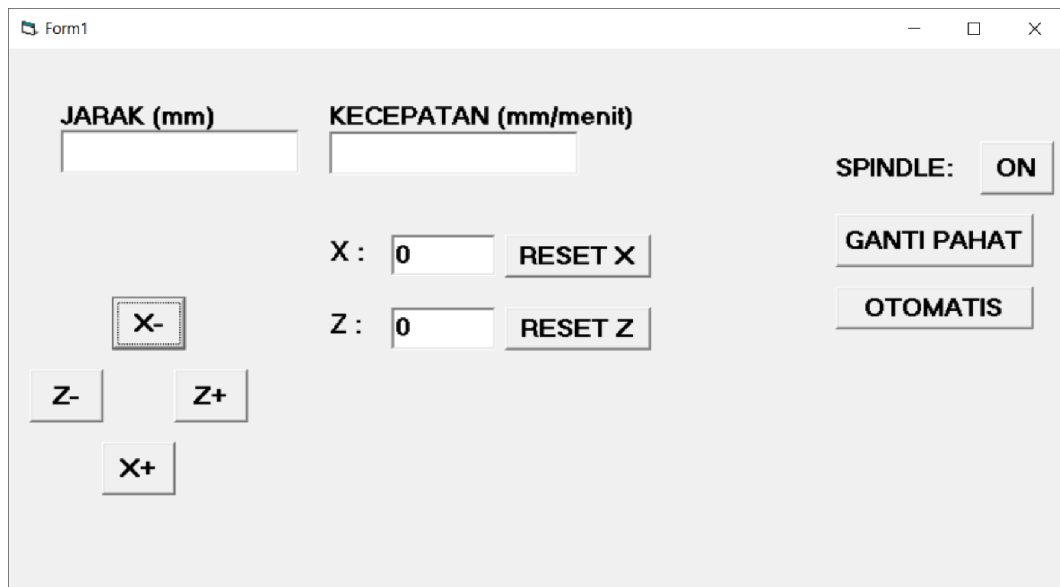 Form1
JARAK (mm) KECEPATAN (mm/menit)
SPINDLE: ON
X : 0 RESET X GANTI PAHAT
Z : 0 RESET Z OTOMATIS
X-
Z- Z+
X+